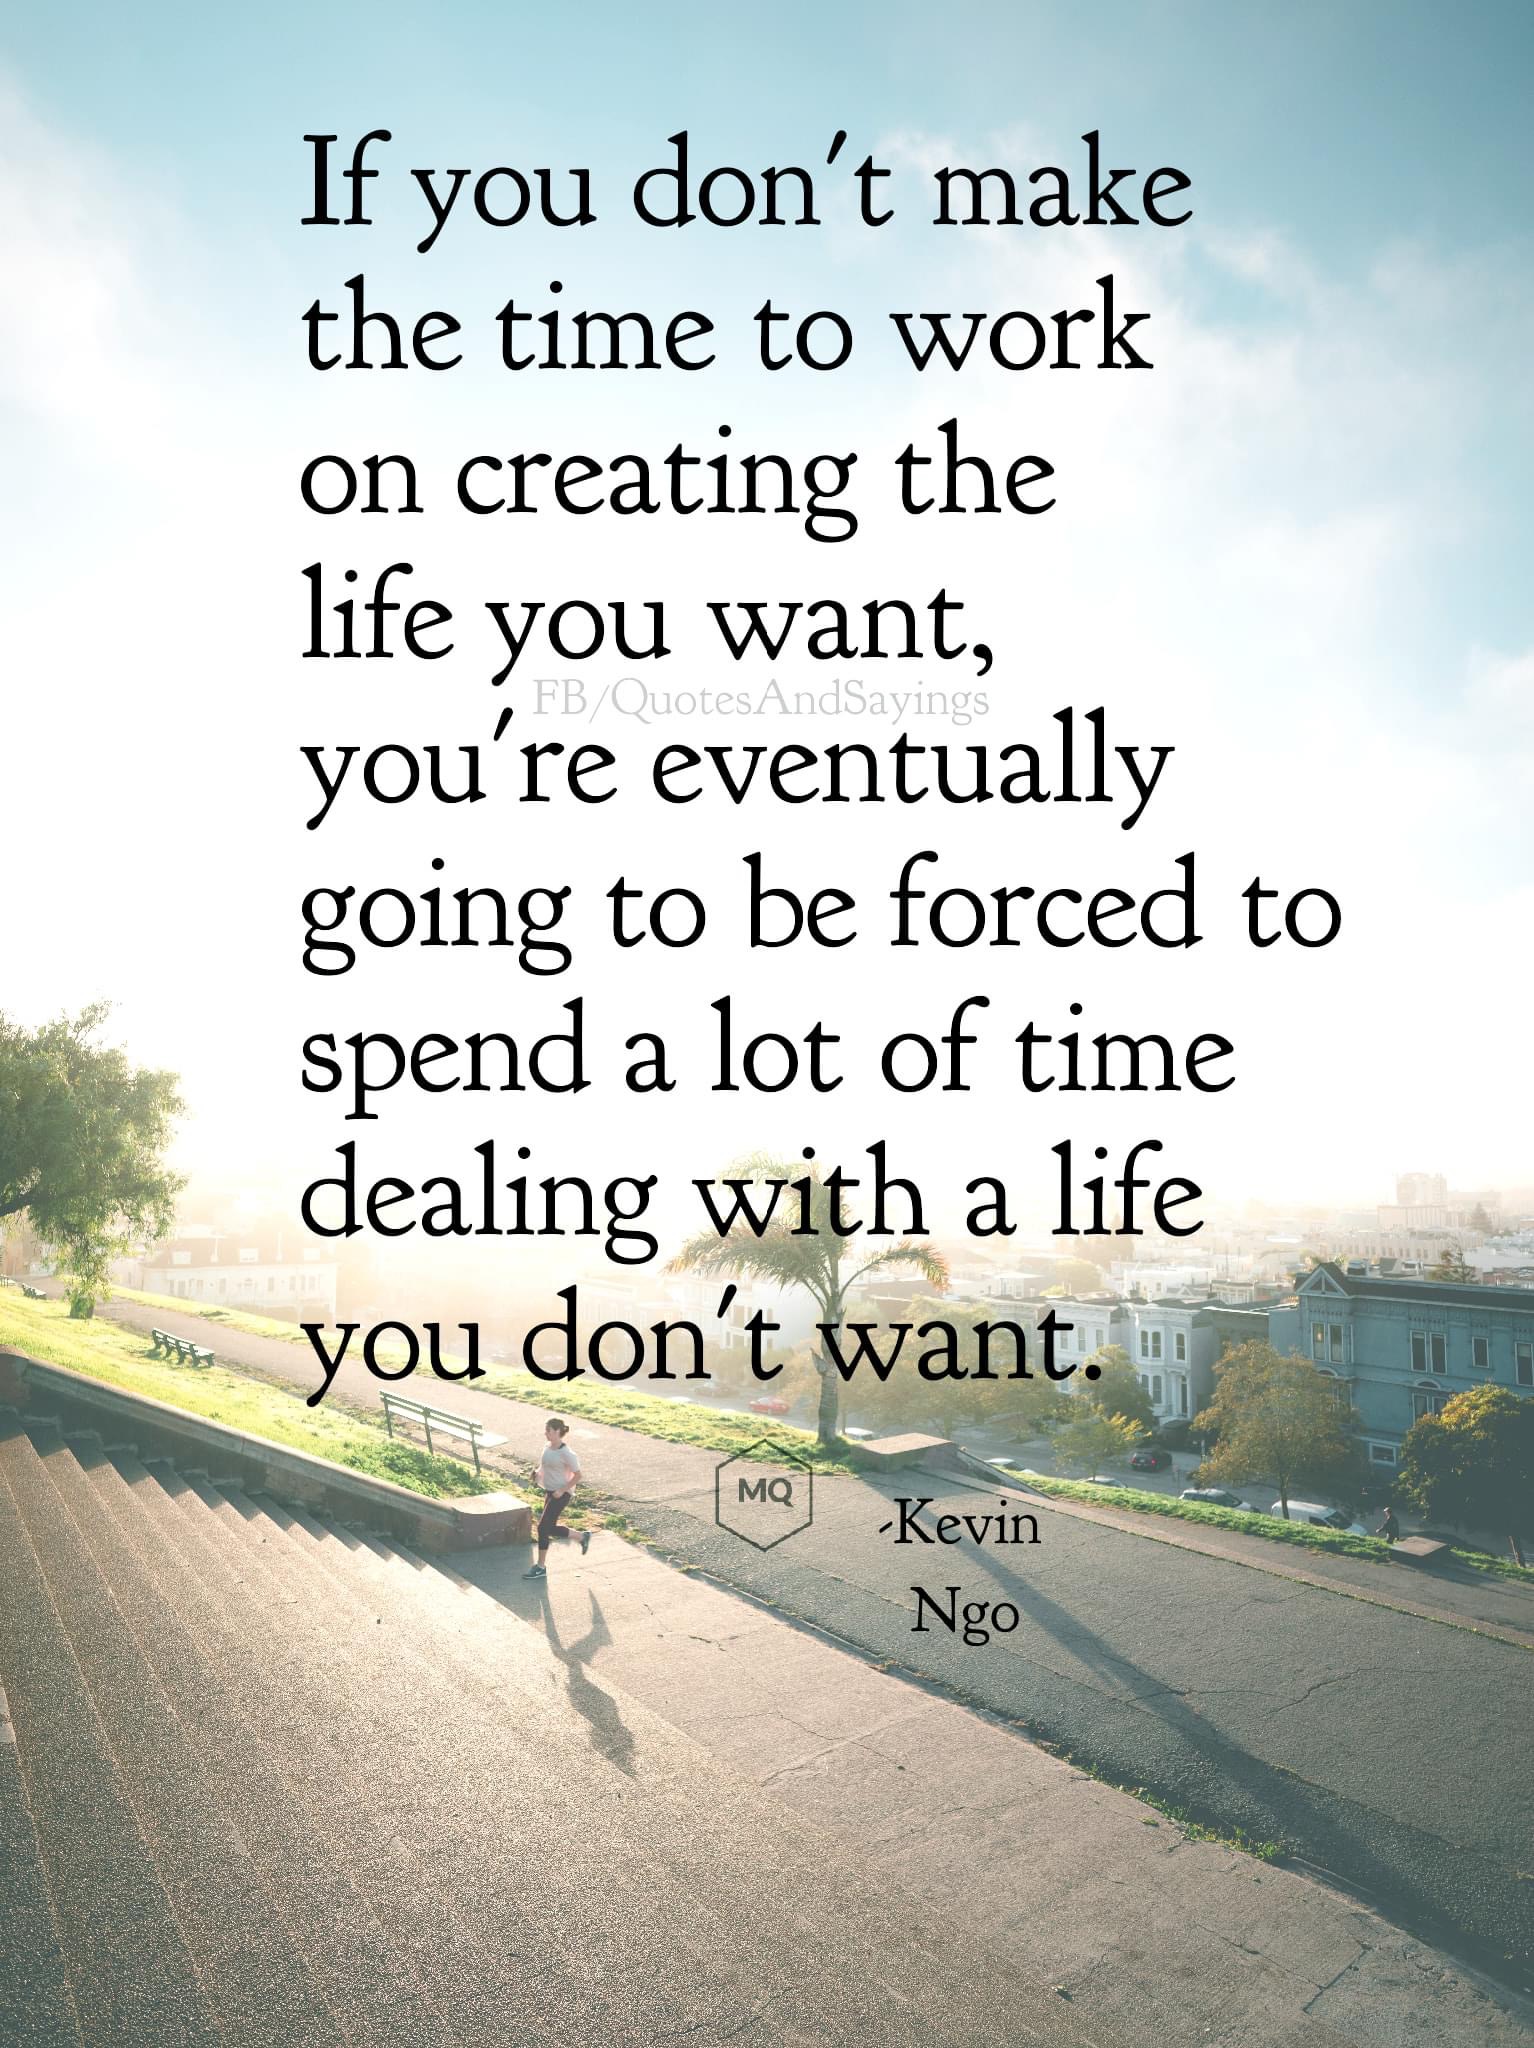 If you don't make
the time to work
on creating the
life you want,
FB/QuotesAndSayings
you're eventually
going to be forced to
spend a lot of time
dealing with a life
you don't want.
MQ
-Kevin
Ngo